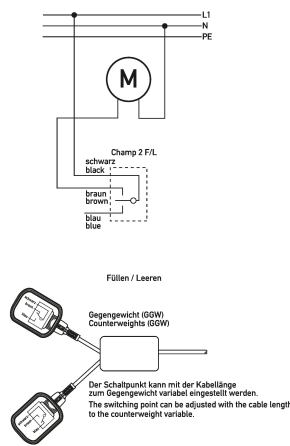 L1
N
PE
M
Champ 2 F/L
schwarz
black
braun
brown
blau
blue
Füllen / Leeren
Gegengewicht (GGW)
Counterweights (GGW)
Der Schaltpunkt kann mit der Kabellänge
zum Gegengewicht variabel eingestellt werden.
The switching point can be adjusted with the cable length
to the counterweight variable.